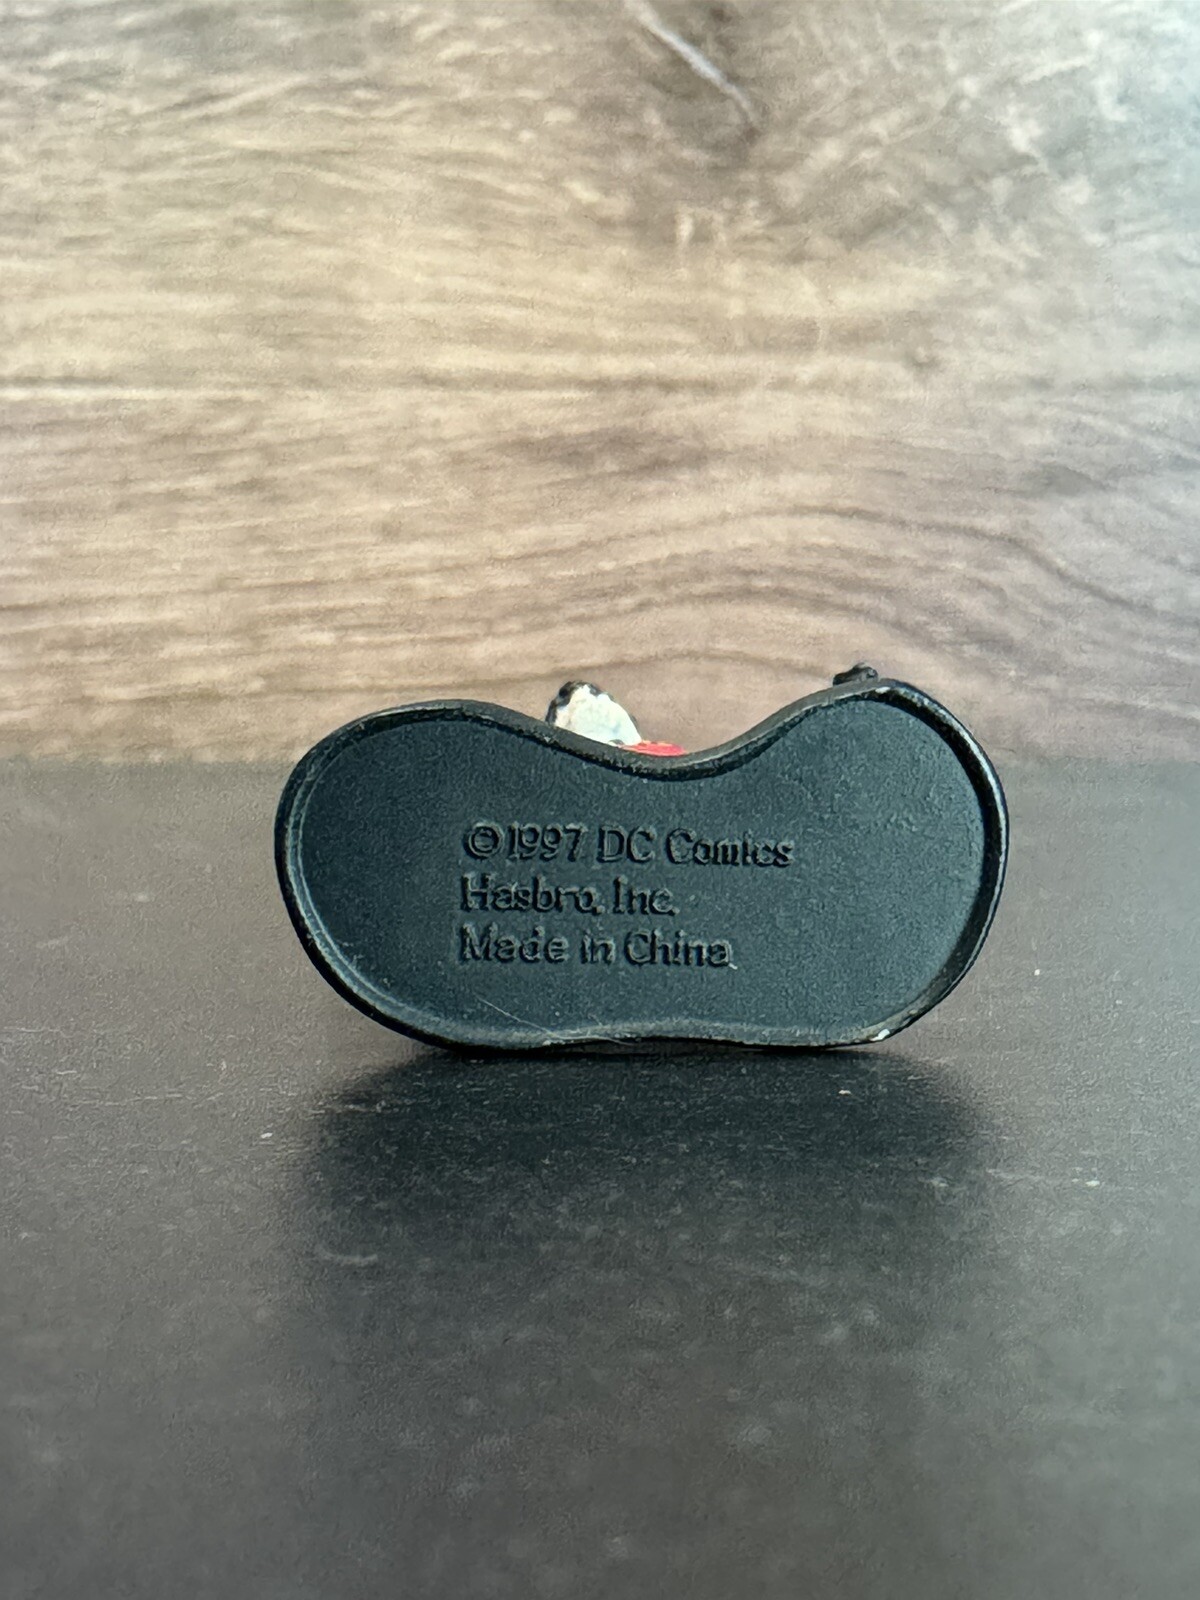 ©1997 DC Comics
Hasbro, Inc.
Made in China